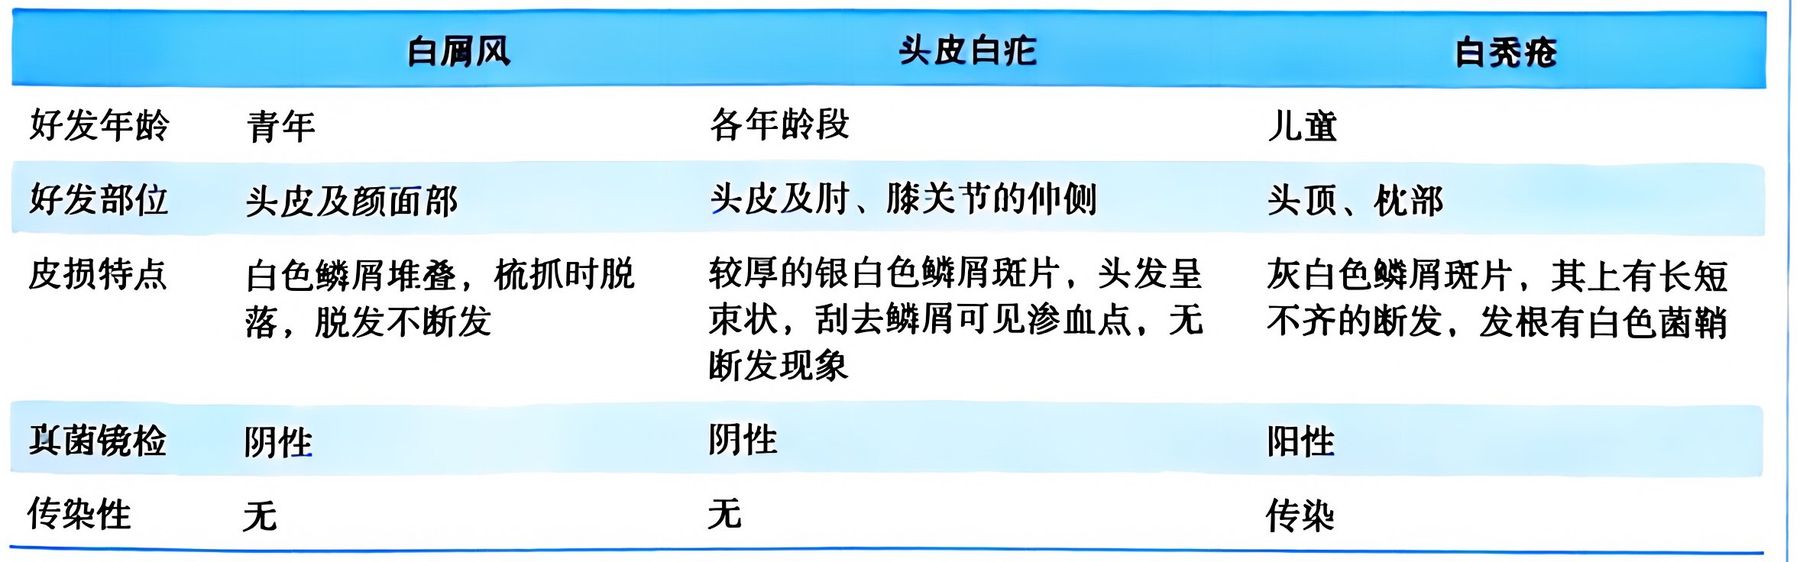 白屑风 头皮白疕 白秃疮
好发年龄 青年 各年龄段 儿童
好发部位 头皮及颜面部 头皮及肘、膝关节的伸侧 头顶、枕部
皮损特点 白色鳞屑堆叠，梳抓时脱 较厚的银白色鳞屑斑片，头发呈 灰白色鳞屑斑片，其上有长短
落，脱发不断发 束状，刮去鳞屑可见渗血点，无 不齐的断发，发根有白色菌鞘
断发现象
真菌镜检 阴性 阴性 阳性
传染性 无 无 传染